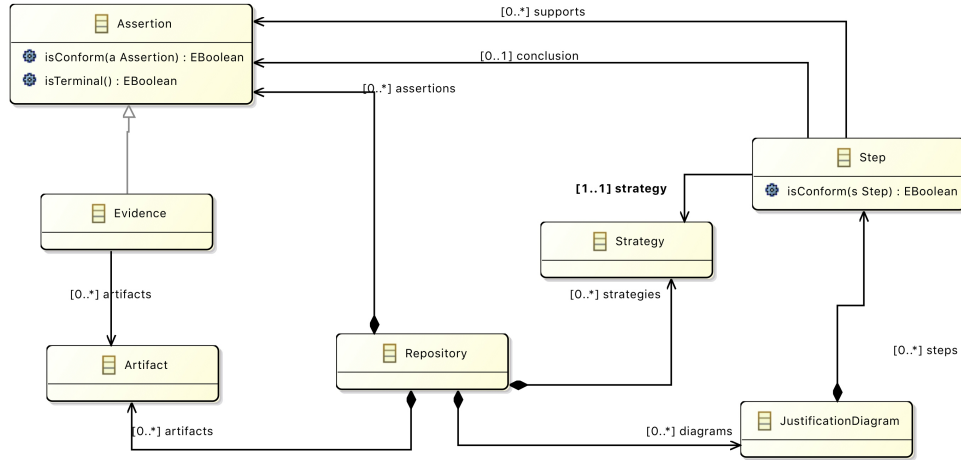 [0..*] supports
Assertion
isConform(a Assertion) : EBoolean
isTerminal() : EBoolean
[0..1] conclusion
[0..*] assertions
Step
isConform(s Step) : EBoolean
[1..1] strategy
Evidence
Strategy
[0..*] artifacts
[0..*] strategies
Repository
[0..*] steps
Artifact
JustificationDiagram
[0..*] artifacts
[0..*] diagrams